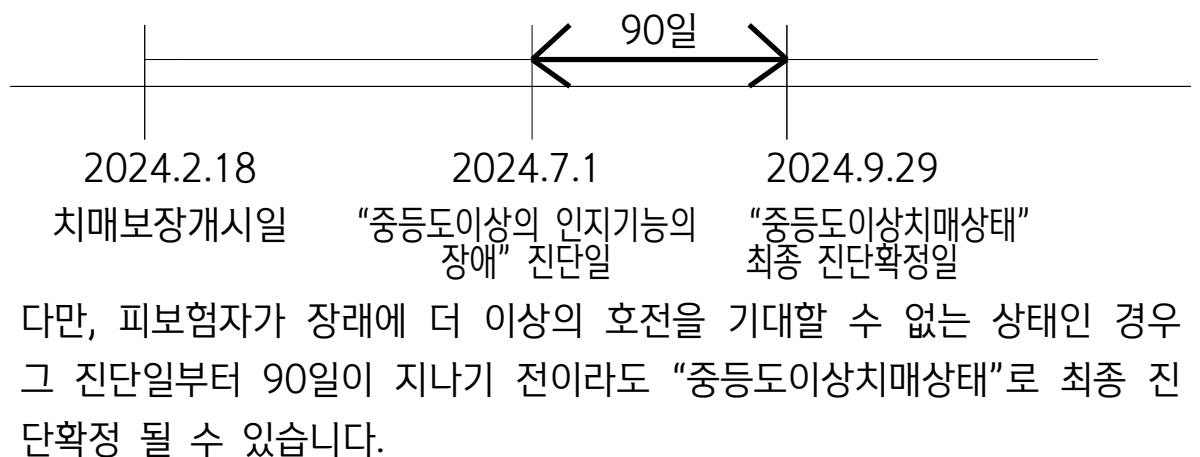 90일
2024.2.18 2024.7.1 2024.9.29
치매보장개시일 “중등도이상의 인지기능의 “중등도이상치매상태”
장애” 진단일 최종 진단확정일
다만, 피보험자가 장래에 더 이상의 호전을 기대할 수 없는 상태인 경우
그 진단일부터 90일이 지나기 전이라도 “중등도이상치매상태”로 최종 진
단확정 될 수 있습니다.